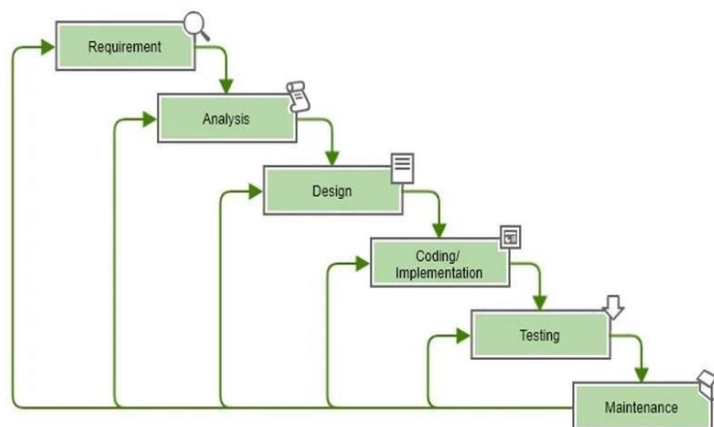 Requirement
Analysis
Design
Coding/
Implementation
Testing
Maintenance